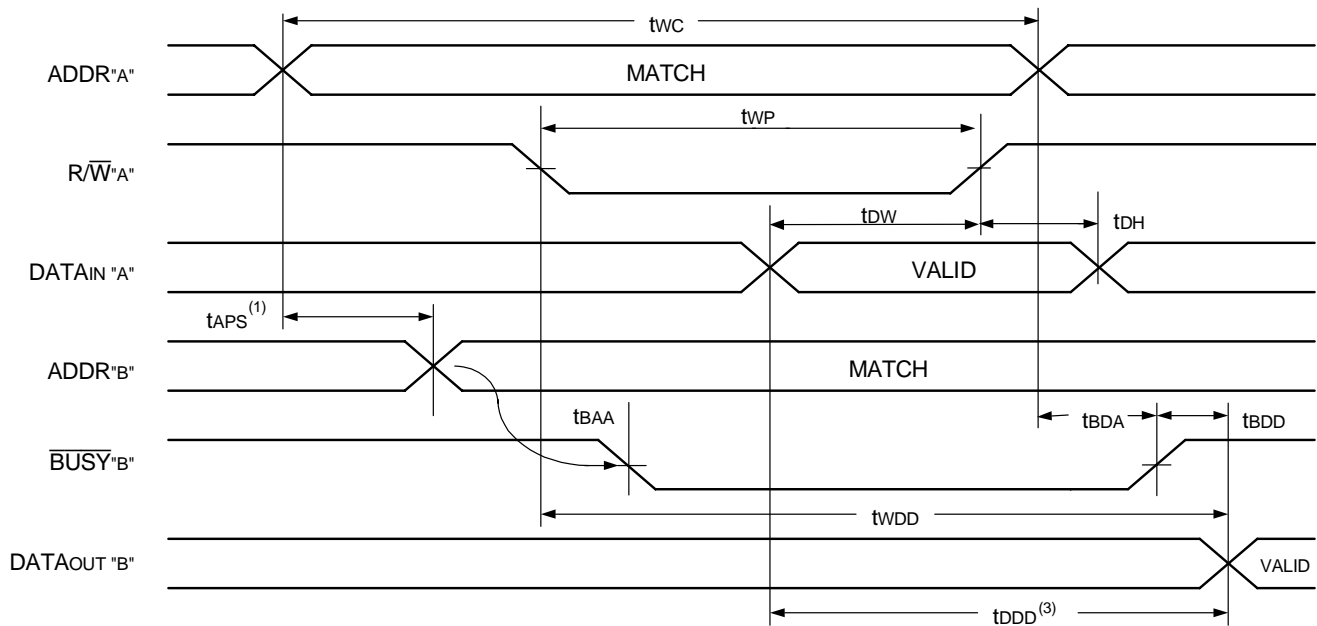 tWC
ADDR"A"
MATCH
tWP
R/W̅"A"
tDW
tDH
DATAIN "A"
VALID
tAPS(1)
ADDR"B"
MATCH
tBAA
tBDA
tBDD
B̅U̅S̅Y̅"B"
tWDD
DATAOUT "B"
VALID
tDDD(3)